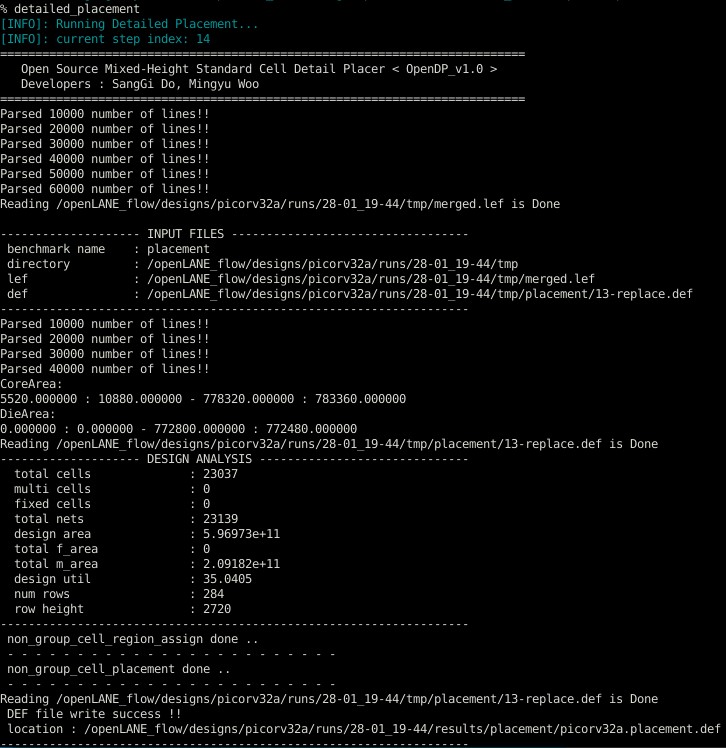 % detailed_placement
[INFO]: Running Detailed Placement...
[INFO]: current step index: 14
===========================================================================
   Open Source Mixed-Height Standard Cell Detail Placer < OpenDP_v1.0 >
   Developers : SangGi Do, Mingyu Woo
===========================================================================
Parsed 10000 number of lines!!
Parsed 20000 number of lines!!
Parsed 30000 number of lines!!
Parsed 40000 number of lines!!
Parsed 50000 number of lines!!
Parsed 60000 number of lines!!
Reading /openLANE_flow/designs/picorv32a/runs/28-01_19-44/tmp/merged.lef is Done

-------------------- INPUT FILES ----------------------------------
 benchmark name    : placement
 directory         : /openLANE_flow/designs/picorv32a/runs/28-01_19-44/tmp
 lef               : /openLANE_flow/designs/picorv32a/runs/28-01_19-44/tmp/merged.lef
 def               : /openLANE_flow/designs/picorv32a/runs/28-01_19-44/tmp/placement/13-replace.def
-------------------------------------------------------------------
Parsed 10000 number of lines!!
Parsed 20000 number of lines!!
Parsed 30000 number of lines!!
Parsed 40000 number of lines!!
CoreArea:
5520.000000 : 10880.000000 - 778320.000000 : 783360.000000
DieArea:
0.000000 : 0.000000 - 772800.000000 : 772480.000000
Reading /openLANE_flow/designs/picorv32a/runs/28-01_19-44/tmp/placement/13-replace.def is Done
-------------------- DESIGN ANALYSIS ------------------------------
  total cells              : 23037
  multi cells              : 0
  fixed cells              : 0
  total nets               : 23139
  design area              : 5.96973e+11
  total f_area             : 0
  total m_area             : 2.09182e+11
  design util              : 35.0405
  num rows                 : 284
  row height               : 2720
-------------------------------------------------------------------
 non_group_cell_region_assign done ..
 - - - - - - - - - - - - - - - - - - - - - - - -
 non_group_cell_placement done ..
 - - - - - - - - - - - - - - - - - - - - - - - -
Reading /openLANE_flow/designs/picorv32a/runs/28-01_19-44/tmp/placement/13-replace.def is Done
 DEF file write success !!
 location : /openLANE_flow/designs/picorv32a/runs/28-01_19-44/results/placement/picorv32a.placement.def
-------------------------------------------------------------------